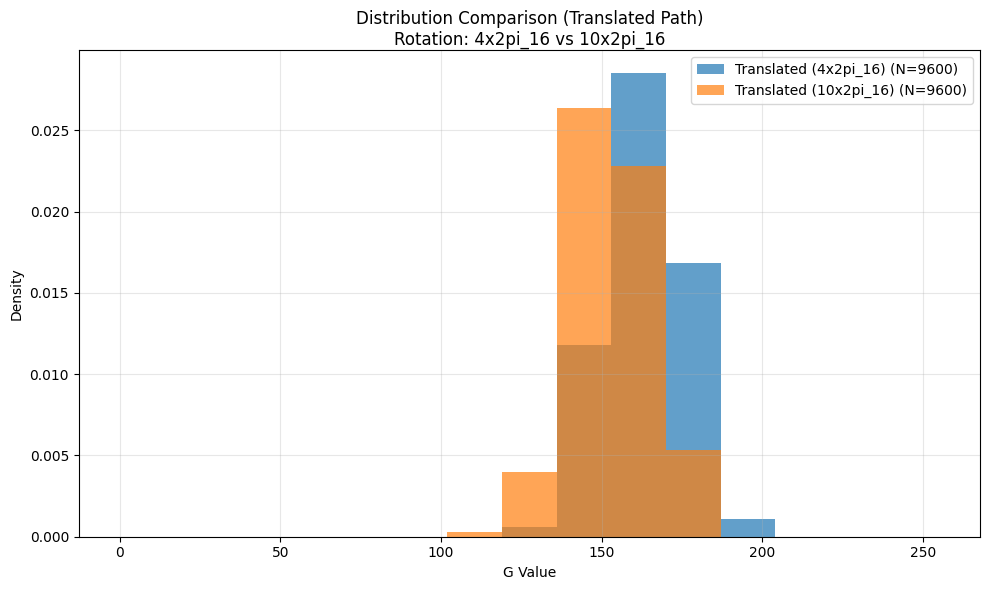 Distribution Comparison (Translated Path)
Rotation: 4x2pi_16 vs 10x2pi_16
Translated (4x2pi_16) (N=9600)
Translated (10x2pi_16) (N=9600)
Density
0.025
0.020
0.015
0.010
0.005
0.000
0 50 100 150 200 250
G Value